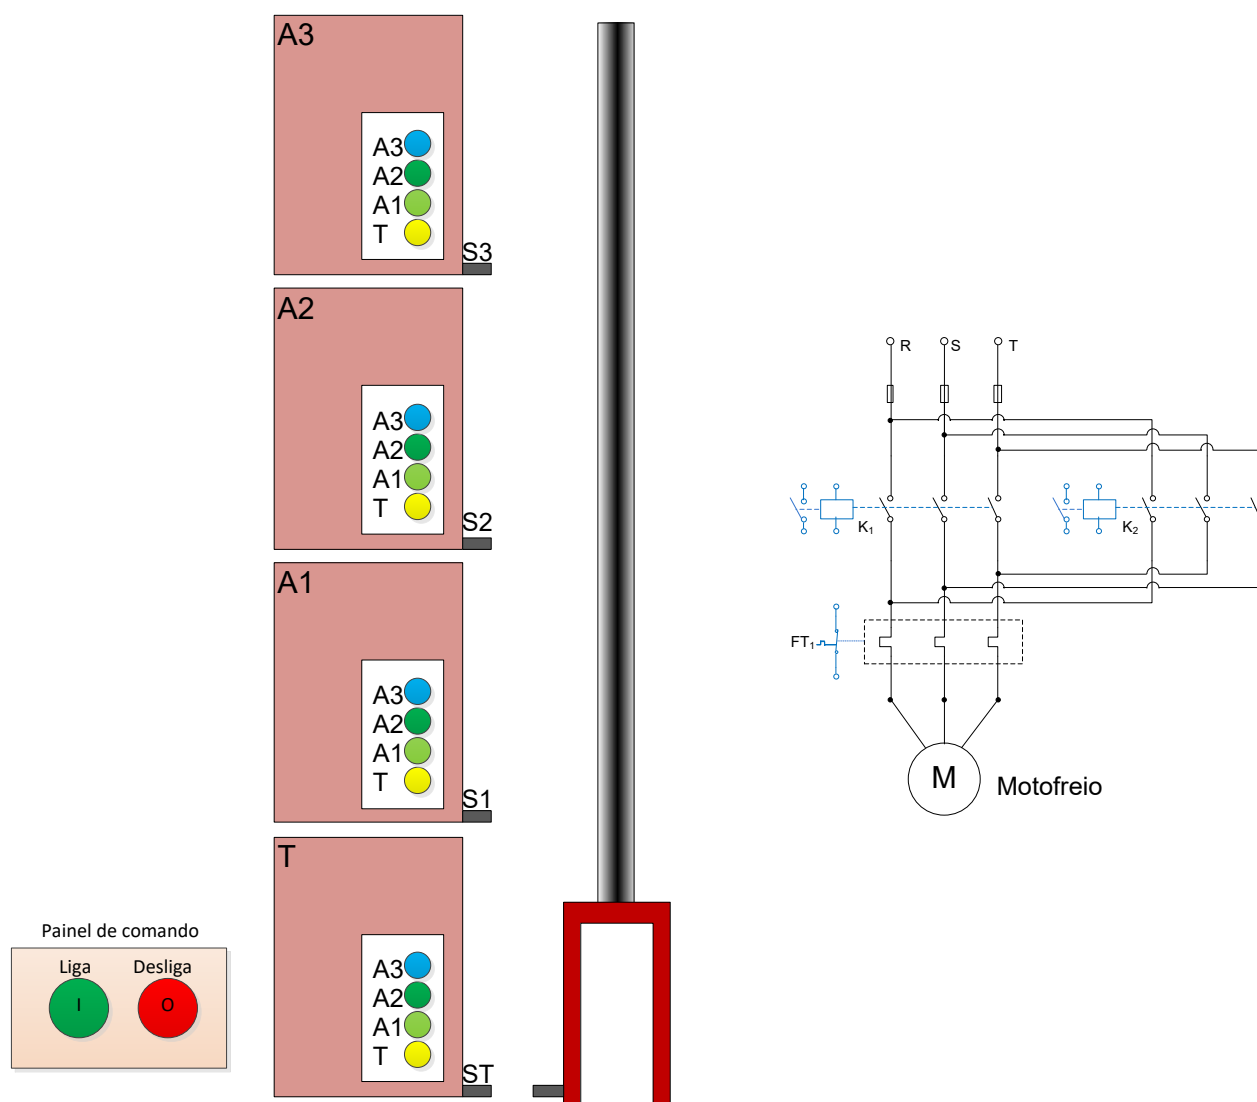 A3
A3
A2
A1
T
S3
A2
A3
A2
A1
T
S2
A1
A3
A2
A1
T
S1
T
A3
A2
A1
T
ST
Painel de comando
Liga Desliga
I O
R S T
K1 K2
FT1
M Motofreio